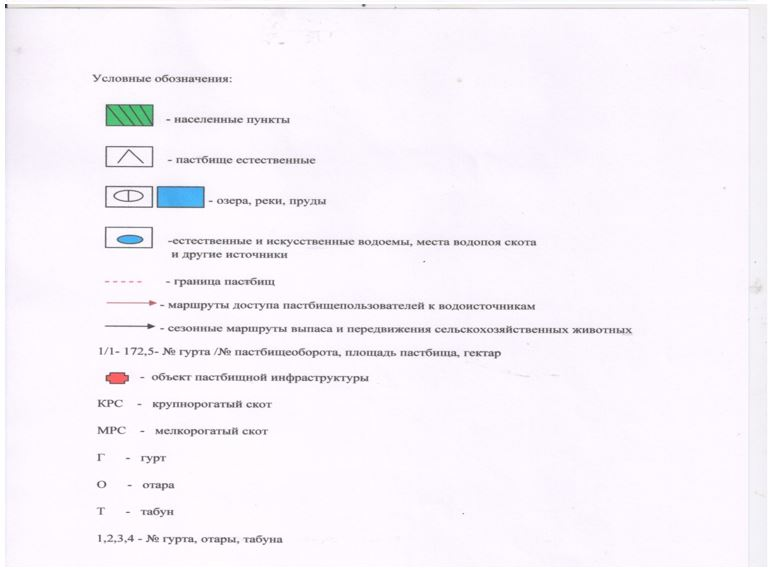 Условные обозначения:
- населенные пункты
- пастбище естественные
- озера, реки, пруды
-естественные и искусственные водоемы, места водопоя скота
и другие источники
- граница пастбищ
- маршруты доступа пастбищепользователей к водоисточникам
- сезонные маршруты выпаса и передвижения сельскохозяйственных животных
1/1- 172,5- № гурта /№ пастбищеоборота, площадь пастбища, гектар
- объект пастбищной инфраструктуры
КРС - крупнорогатый скот
МРС - мелкорогатый скот
Г - гурт
О - отара
Т - табун
1,2,3,4 - № гурта, отары, табуна